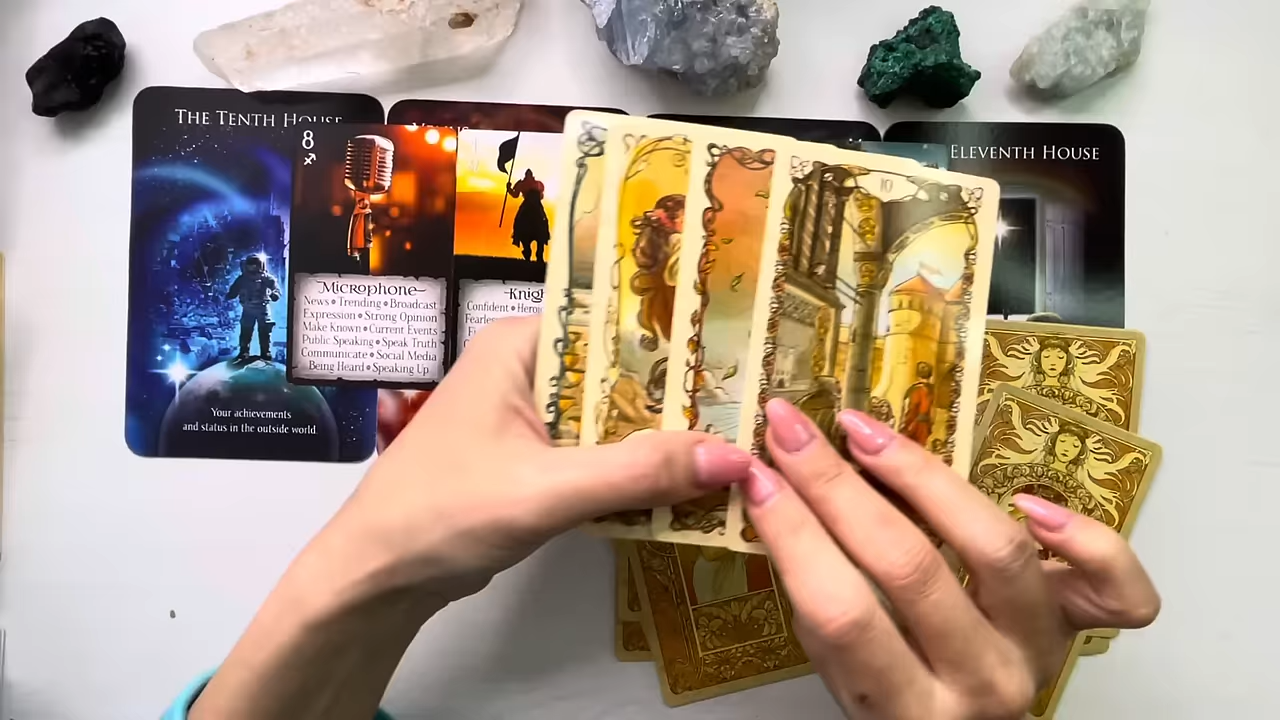 THE TENTH HOUSE
8
Microphone
News • Trending • Broadcast
Expression • Strong Opinion
Make Known • Current Events
Public Speaking • Speak Truth
Communicate • Social Media
Being Heard • Speaking Up
Your achievements
and status in the outside world
Confident
10
ELEVENTH HOUSE